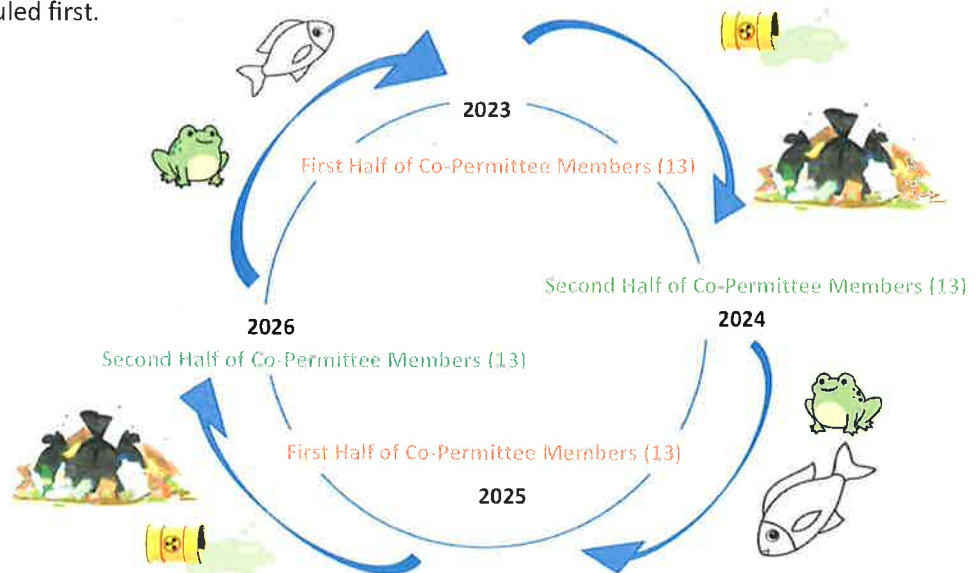 uled first.
2023
First Half of Co-Permittee Members (13)
Second Half of Co-Permittee Members (13)
2024
2026
Second Half of Co-Permittee Members (13)
First Half of Co-Permittee Members (13)
2025